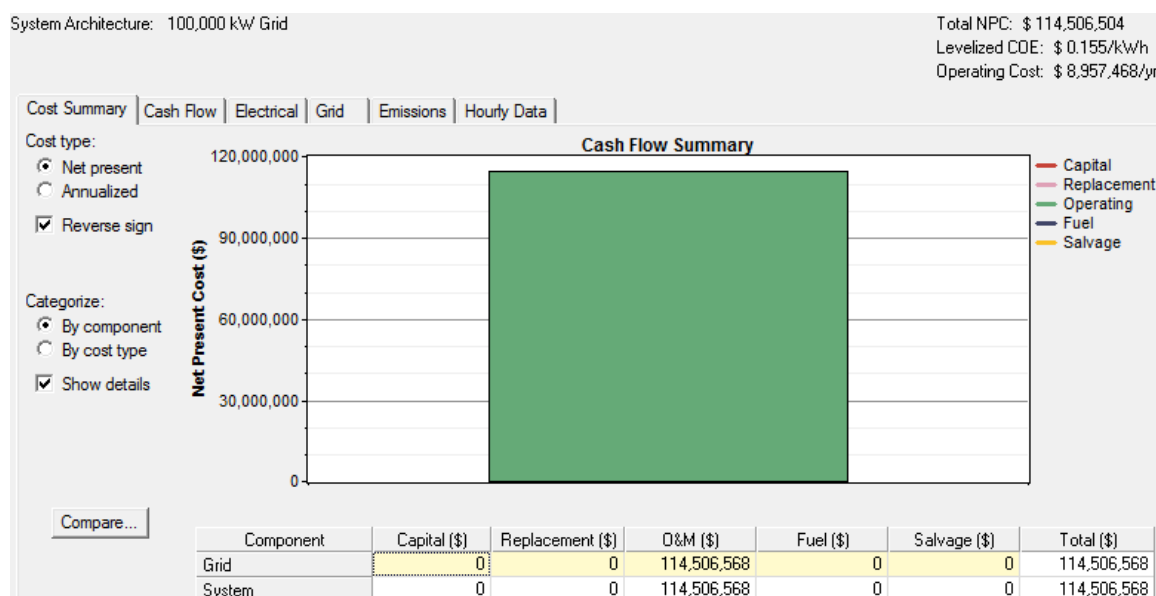 System Architecture: 100,000 kW Grid
Total NPC: $ 114,506,504
Levelized COE: $ 0.155/kWh
Operating Cost: $ 8,957,468/yr
Cost Summary Cash Flow Electrical Grid Emissions Hourly Data
Cost type:
Net present
Annualized
Reverse sign
Categorize:
By component
By cost type
Show details
Compare...
Cash Flow Summary
Net Present Cost ($)
120,000,000
90,000,000
60,000,000
30,000,000
0
Capital
Replacement
Operating
Fuel
Salvage
Component Capital ($) Replacement ($) O&M ($) Fuel ($) Salvage ($) Total ($)
Grid 0 0 114,506,568 0 0 114,506,568
System 0 0 114,506,568 0 0 114,506,568